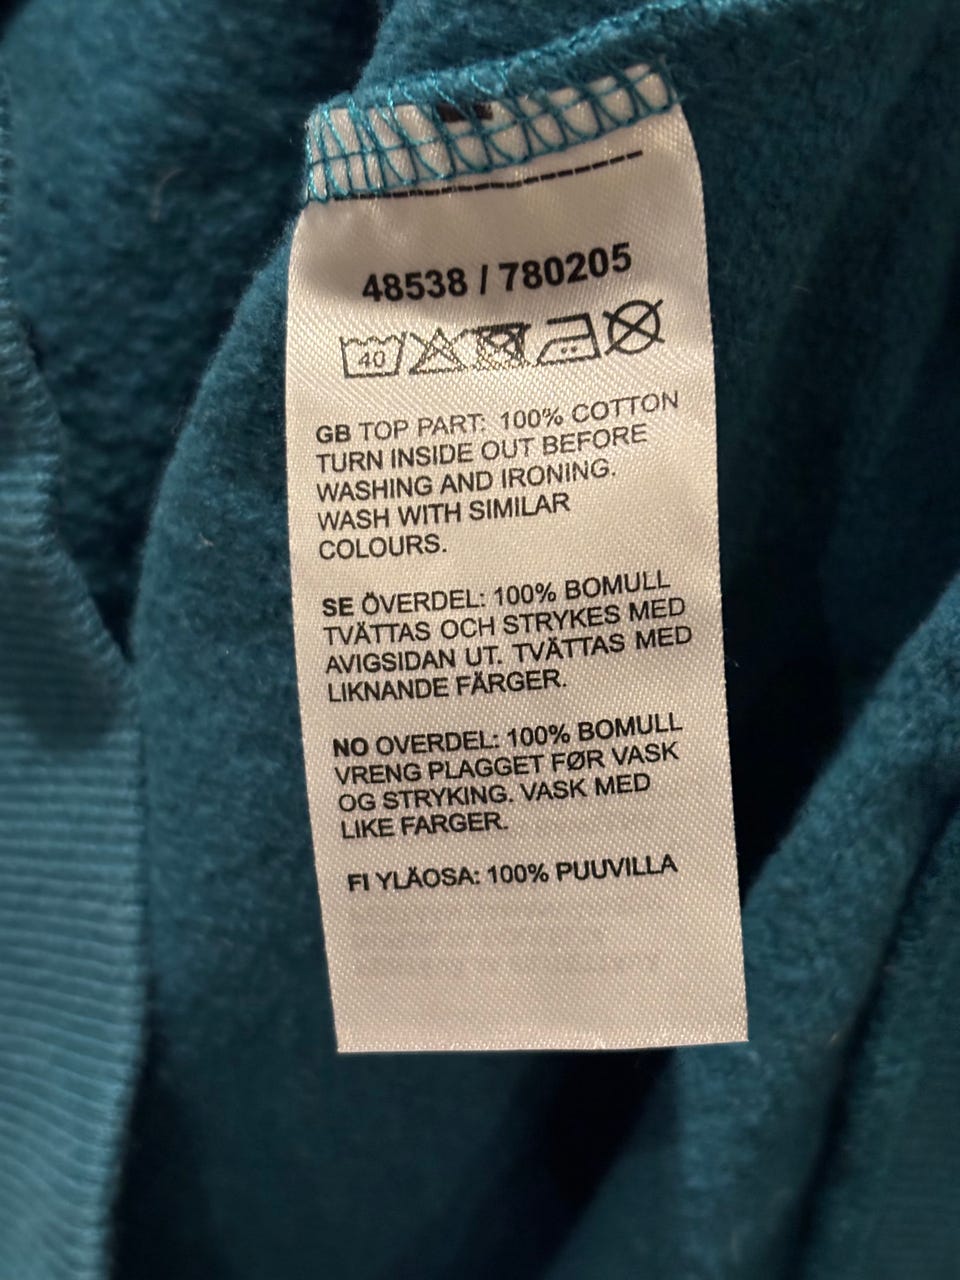 48538 / 780205
40
GB TOP PART: 100% COTTON
TURN INSIDE OUT BEFORE
WASHING AND IRONING.
WASH WITH SIMILAR
COLOURS.
SE ÖVERDEL: 100% BOMULL
TVÄTTAS OCH STRYKES MED
AVIGSIDAN UT. TVÄTTAS MED
LIKNANDE FÄRGER.
NO OVERDEL: 100% BOMULL
VRENG PLAGGET FØR VASK
OG STRYKING. VASK MED
LIKE FARGER.
FI YLÄOSA: 100% PUUVILLA